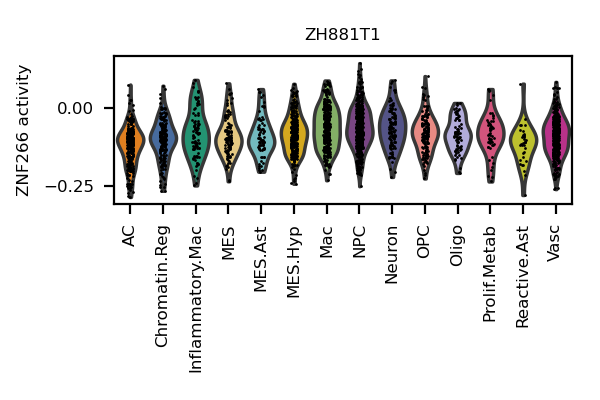 ZH881T1
ZNF266 activity
0.00
−0.25
AC
Chromatin.Reg
Inflammatory.Mac
MES
MES.Ast
MES.Hyp
Mac
NPC
Neuron
OPC
Oligo
Prolif.Metab
Reactive.Ast
Vasc